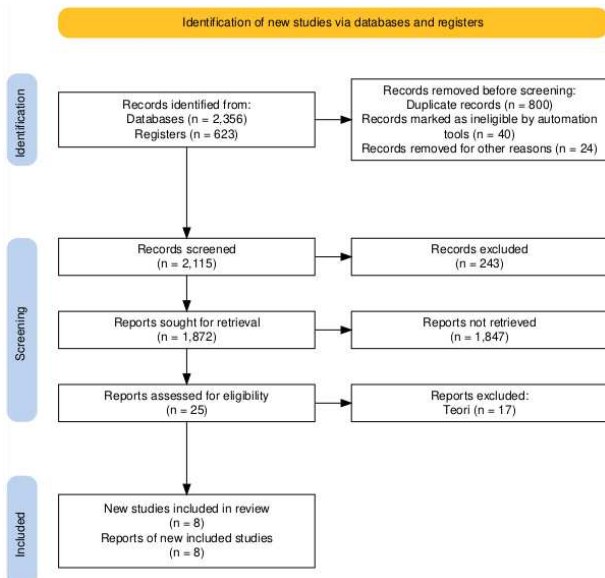 Identification of new studies via databases and registers
Identification
Records identified from:
Databases (n = 2,356)
Registers (n = 623)
Records removed before screening:
Duplicate records (n = 800)
Records marked as ineligible by automation
tools (n = 40)
Records removed for other reasons (n = 24)
Screening
Records screened
(n = 2,115)
Records excluded
(n = 243)
Reports sought for retrieval
(n = 1,872)
Reports not retrieved
(n = 1,847)
Reports assessed for eligibility
(n = 25)
Reports excluded:
Teori (n = 17)
Included
New studies included in review
(n = 8)
Reports of new included studies
(n = 8)